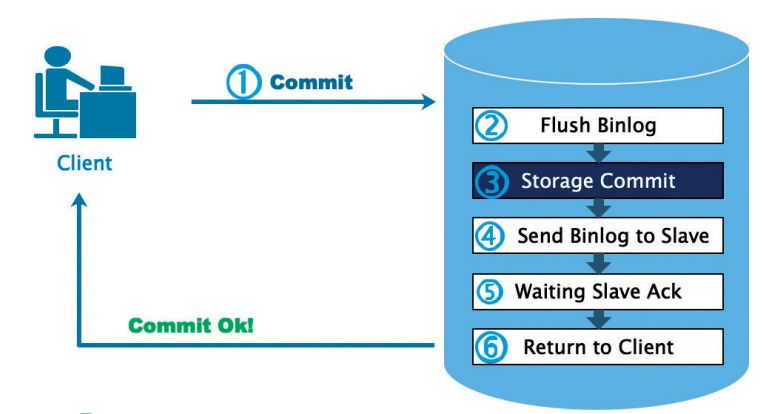 ① Commit
② Flush Binlog
Client
③ Storage Commit
④ Send Binlog to Slave
⑤ Waiting Slave Ack
Commit Ok!
⑥ Return to Client